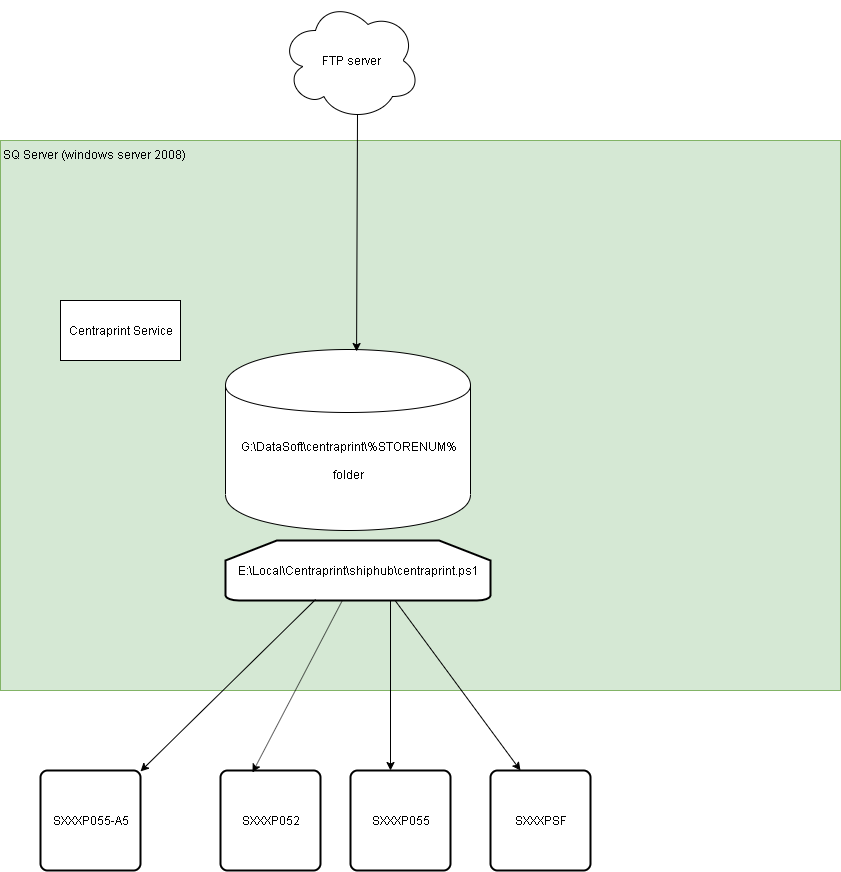 FTP server
SQ Server (windows server 2008)
Centraprint Service
G:\DataSoft\centraprint\%STORENUM%
folder
E:\Local\Centraprint\shiphub\centraprint.ps1
SXXXP055-A5
SXXXP052
SXXXP055
SXXXPSF